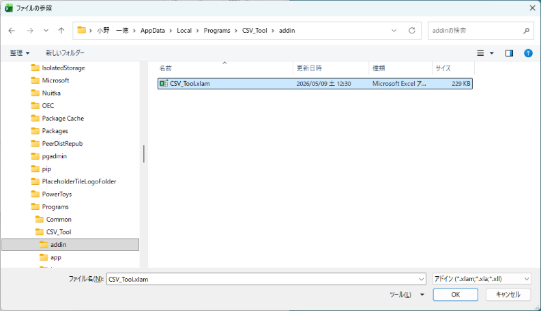 ファイルの参照
小野 一恵 > AppData > Local > Programs > CSV_Tool > addin
addinの検索
整理
新しいフォルダー
IsolatedStorage
Microsoft
Nuitka
OEC
Package Cache
Packages
PeerDistRepub
pgadmin
pip
PlaceholderTileLogoFolder
PowerToys
Programs
Common
CSV_Tool
addin
app
名前 更新日時 種類 サイズ
CSV_Tool.xlam 2026/05/09 土 12:30 Microsoft Excel ア... 229 KB
ファイル名(N): CSV_Tool.xlam
アドイン (*.xlam;*.xla;*.xll)
ツール(L)
OK
キャンセル